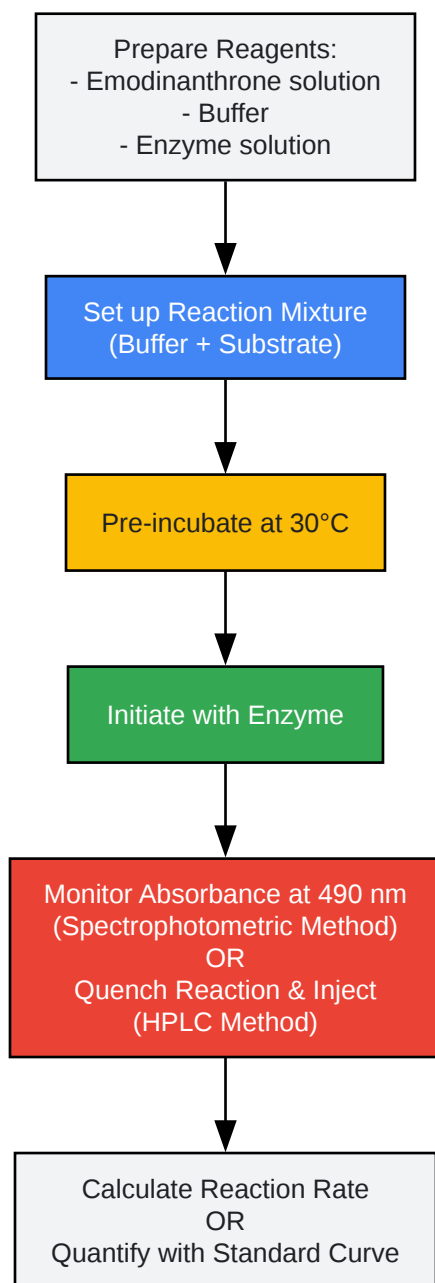 Prepare Reagents:
- Emodinanthrone solution
- Buffer
- Enzyme solution
Set up Reaction Mixture
(Buffer + Substrate)
Pre-incubate at 30°C
Initiate with Enzyme
Monitor Absorbance at 490 nm
(Spectrophotometric Method)
OR
Quench Reaction & Inject
(HPLC Method)
Calculate Reaction Rate
OR
Quantify with Standard Curve